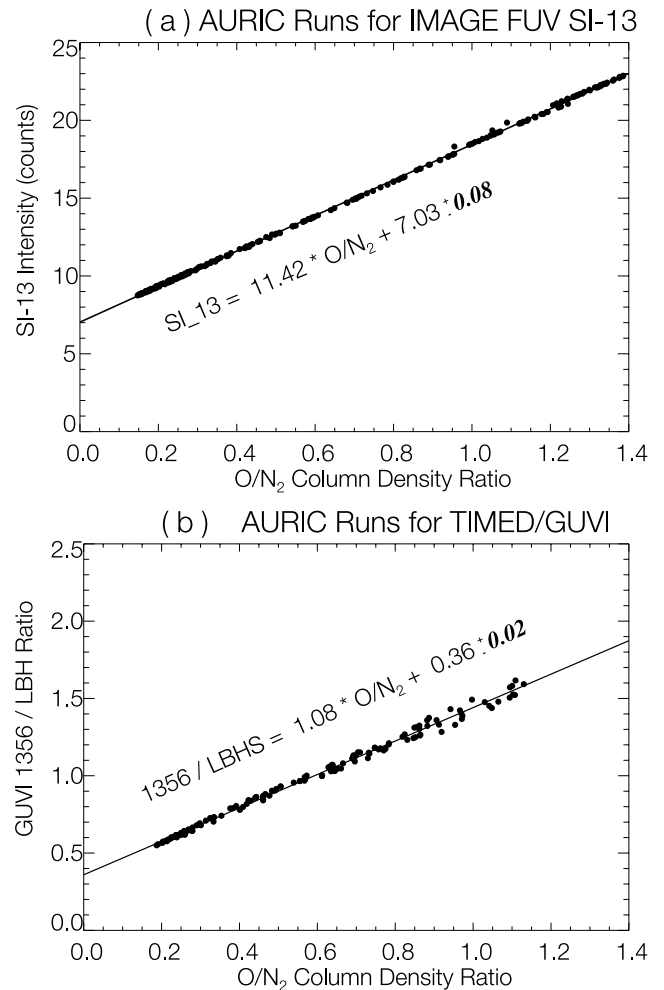 (a) AURIC Runs for IMAGE FUV SI-13
25
20
15
10
5
0
SI-13 Intensity (counts)
SI_13 = 11.42 * O/N₂ + 7.03 ± 0.08
0.0 0.2 0.4 0.6 0.8 1.0 1.2 1.4
O/N₂ Column Density Ratio
(b) AURIC Runs for TIMED/GUVI
2.5
2.0
1.5
1.0
0.5
0.0
GUVI 1356 / LBH Ratio
1356 / LBHS = 1.08 * O/N₂ + 0.36 ± 0.02
0.0 0.2 0.4 0.6 0.8 1.0 1.2 1.4
O/N₂ Column Density Ratio